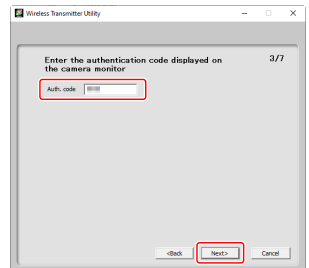 Wireless Transmitter Utility
Enter the authentication code displayed on
the camera monitor
3/7
Auth. code
<Back
Next>
Cancel